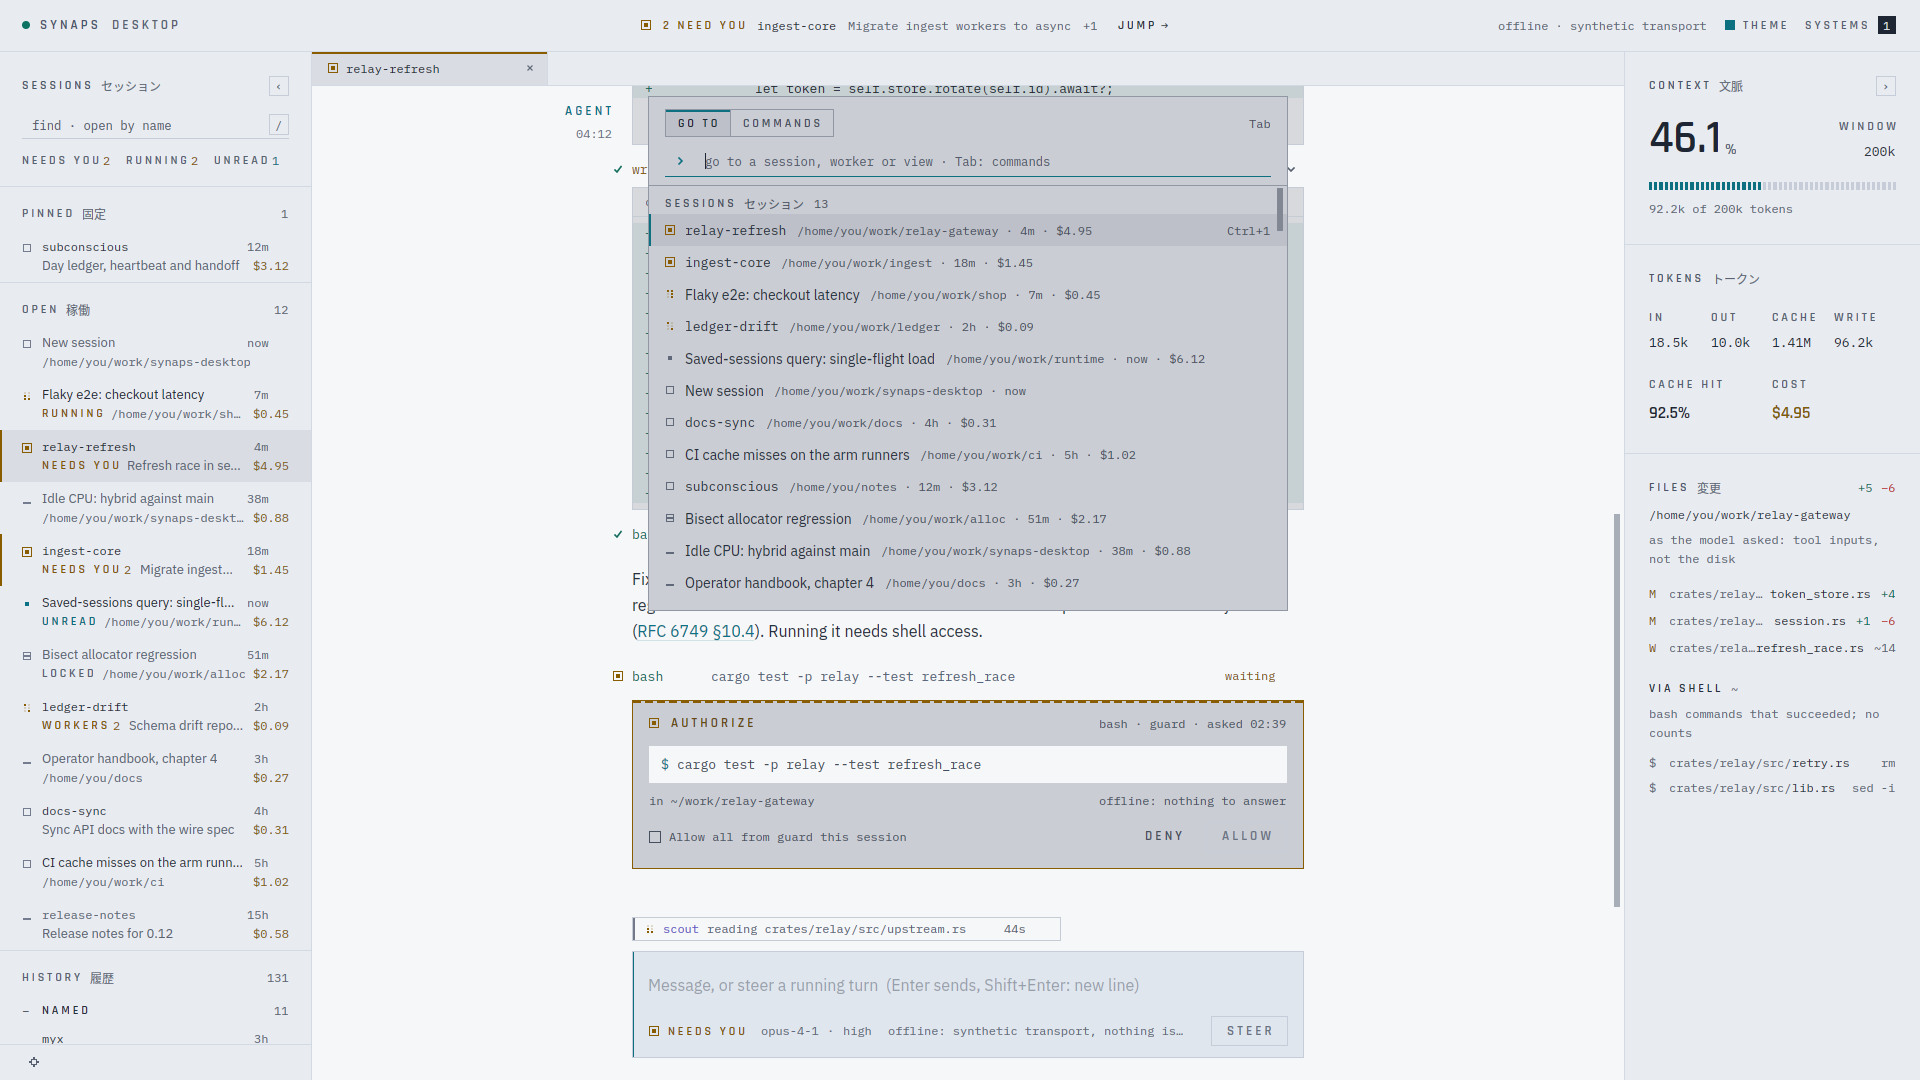 SYNAPS DESKTOP
2 NEED YOU ingest-core Migrate ingest workers to async +1 JUMP →
offline · synthetic transport THEME SYSTEMS 1
SESSIONS セッション ‹
find · open by name /
NEEDS YOU 2 RUNNING 2 UNREAD 1
PINNED 固定 1
subconscious 12m
Day ledger, heartbeat and handoff $3.12
OPEN 稼働 12
New session now
/home/you/work/synaps-desktop
Flaky e2e: checkout latency 7m
RUNNING /home/you/work/sh… $0.45
relay-refresh 4m
NEEDS YOU Refresh race in se… $4.95
Idle CPU: hybrid against main 38m
/home/you/work/synaps-deskt… $0.88
ingest-core 18m
NEEDS YOU 2 Migrate ingest… $1.45
Saved-sessions query: single-fl… now
UNREAD /home/you/work/run… $6.12
Bisect allocator regression 51m
LOCKED /home/you/work/alloc $2.17
ledger-drift 2h
WORKERS 2 Schema drift repo… $0.09
Operator handbook, chapter 4 3h
/home/you/docs $0.27
docs-sync 4h
Sync API docs with the wire spec $0.31
CI cache misses on the arm runn… 5h
/home/you/work/ci $1.02
release-notes 15h
Release notes for 0.12 $0.58
HISTORY 履歴 131
– NAMED 11
myx 3h
relay-refresh ×
+ let token = self.store.rotate(self.id).await?;
AGENT
04:12
GO TO COMMANDS Tab
› go to a session, worker or view · Tab: commands
SESSIONS セッション 13
relay-refresh /home/you/work/relay-gateway · 4m · $4.95 Ctrl+1
ingest-core /home/you/work/ingest · 18m · $1.45
Flaky e2e: checkout latency /home/you/work/shop · 7m · $0.45
ledger-drift /home/you/work/ledger · 2h · $0.09
Saved-sessions query: single-flight load /home/you/work/runtime · now · $6.12
New session /home/you/work/synaps-desktop · now
docs-sync /home/you/work/docs · 4h · $0.31
CI cache misses on the arm runners /home/you/work/ci · 5h · $1.02
subconscious /home/you/notes · 12m · $3.12
Bisect allocator regression /home/you/work/alloc · 51m · $2.17
Idle CPU: hybrid against main /home/you/work/synaps-desktop · 38m · $0.88
Operator handbook, chapter 4 /home/you/docs · 3h · $0.27
(RFC 6749 §10.4). Running it needs shell access.
bash cargo test -p relay --test refresh_race waiting
AUTHORIZE bash · guard · asked 02:39
$ cargo test -p relay --test refresh_race
in ~/work/relay-gateway offline: nothing to answer
Allow all from guard this session DENY ALLOW
scout reading crates/relay/src/upstream.rs 44s
Message, or steer a running turn (Enter sends, Shift+Enter: new line)
NEEDS YOU opus-4-1 · high offline: synthetic transport, nothing is… STEER
CONTEXT 文脈 ›
46.1% WINDOW
200k
92.2k of 200k tokens
TOKENS トークン
IN OUT CACHE WRITE
18.5k 10.0k 1.41M 96.2k
CACHE HIT COST
92.5% $4.95
FILES 変更 +5 −6
/home/you/work/relay-gateway
as the model asked: tool inputs,
not the disk
M crates/relay… token_store.rs +4
M crates/relay… session.rs +1 −6
W crates/rela…refresh_race.rs ~14
VIA SHELL ~
bash commands that succeeded; no
counts
$ crates/relay/src/retry.rs rm
$ crates/relay/src/lib.rs sed -i